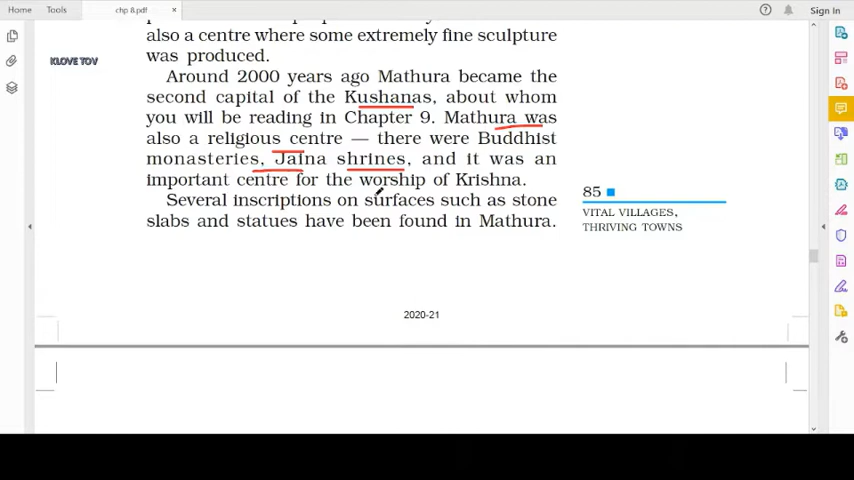 Home
Tools
chp 8.pdf
×
Sign In
KLOVE TOV
also a centre where some extremely fine sculpture
was produced.
Around 2000 years ago Mathura became the
second capital of the Kushanas, about whom
you will be reading in Chapter 9. Mathura was
also a religious centre — there were Buddhist
monasteries, Jaina shrines, and it was an
important centre for the worship of Krishna.
Several inscriptions on surfaces such as stone
slabs and statues have been found in Mathura.
85
VITAL VILLAGES,
THRIVING TOWNS
2020-21